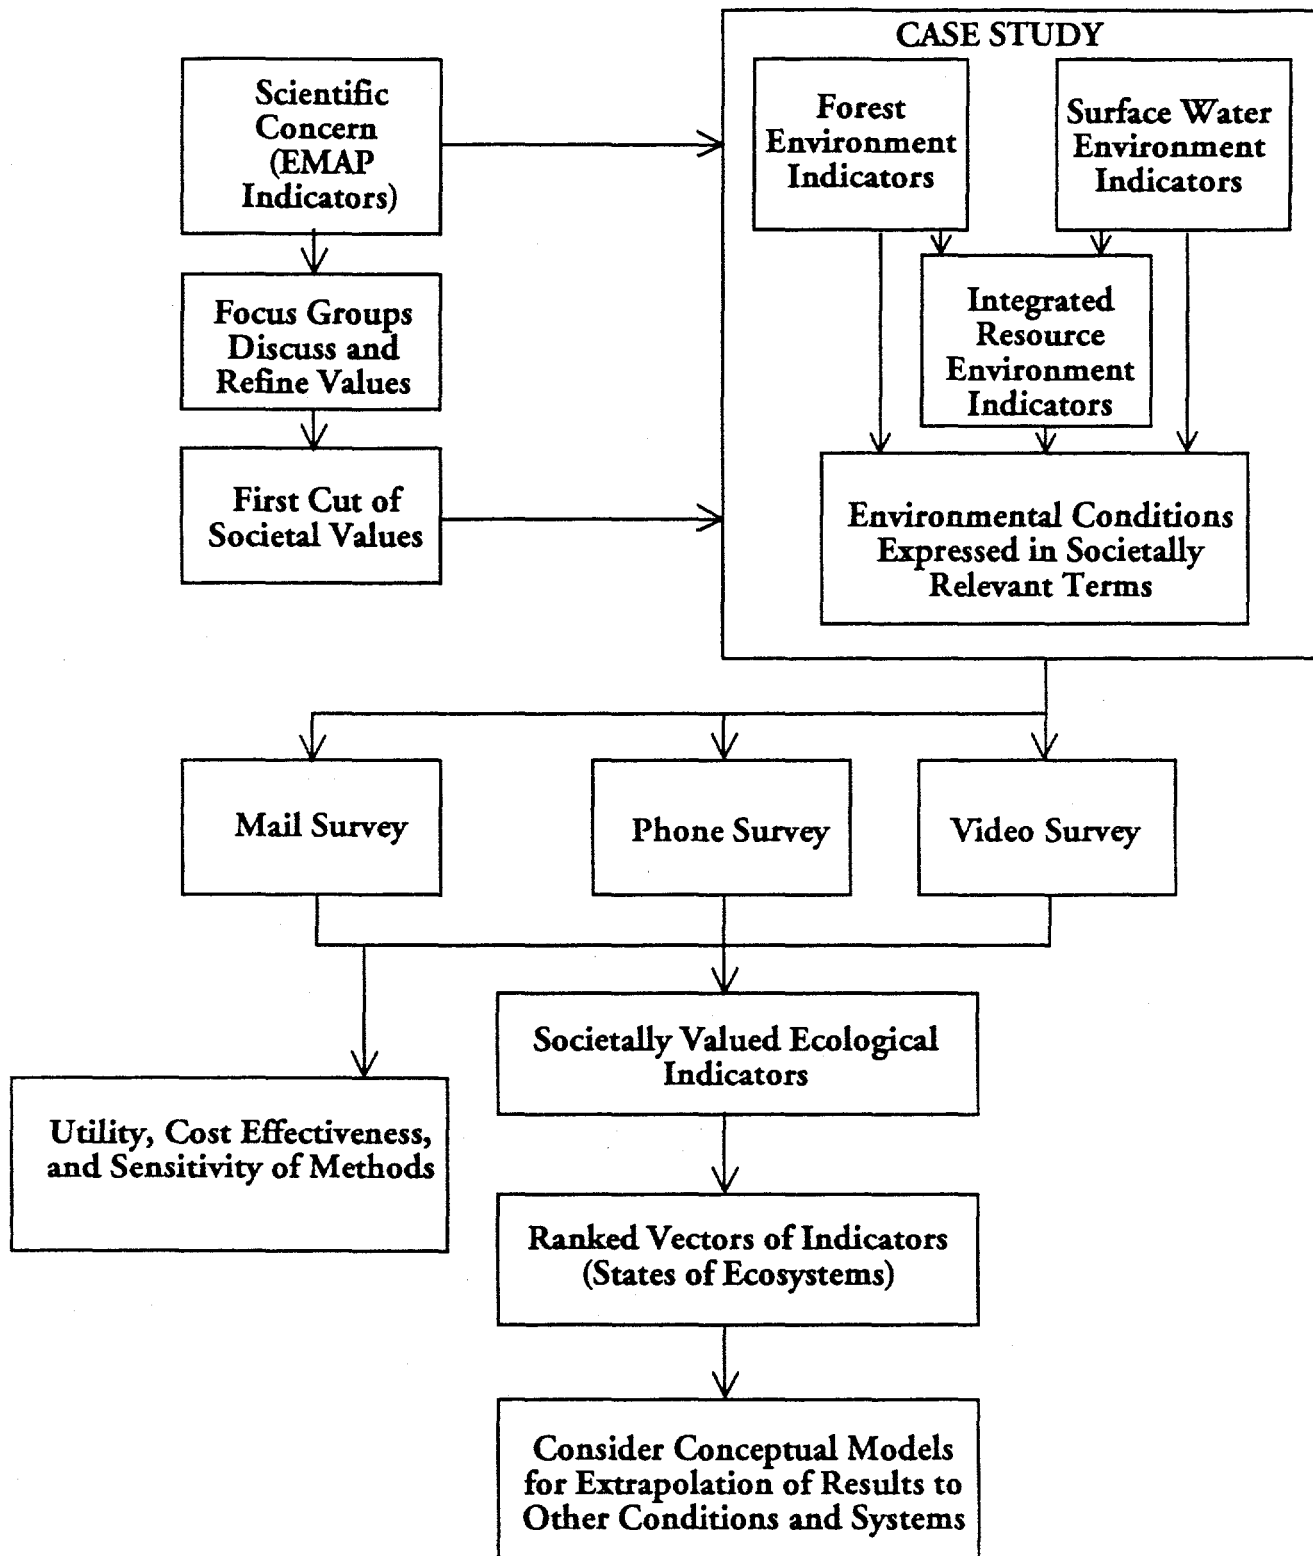 CASE STUDY
Scientific
Concern
(EMAP
Indicators)
Forest
Environment
Indicators
Surface Water
Environment
Indicators
Focus Groups
Discuss and
Refine Values
Integrated
Resource
Environment
Indicators
First Cut of
Societal Values
Environmental Conditions
Expressed in Societally
Relevant Terms
Mail Survey
Phone Survey
Video Survey
Societally Valued Ecological
Indicators
Utility, Cost Effectiveness,
and Sensitivity of Methods
Ranked Vectors of Indicators
(States of Ecosystems)
Consider Conceptual Models
for Extrapolation of Results to
Other Conditions and Systems